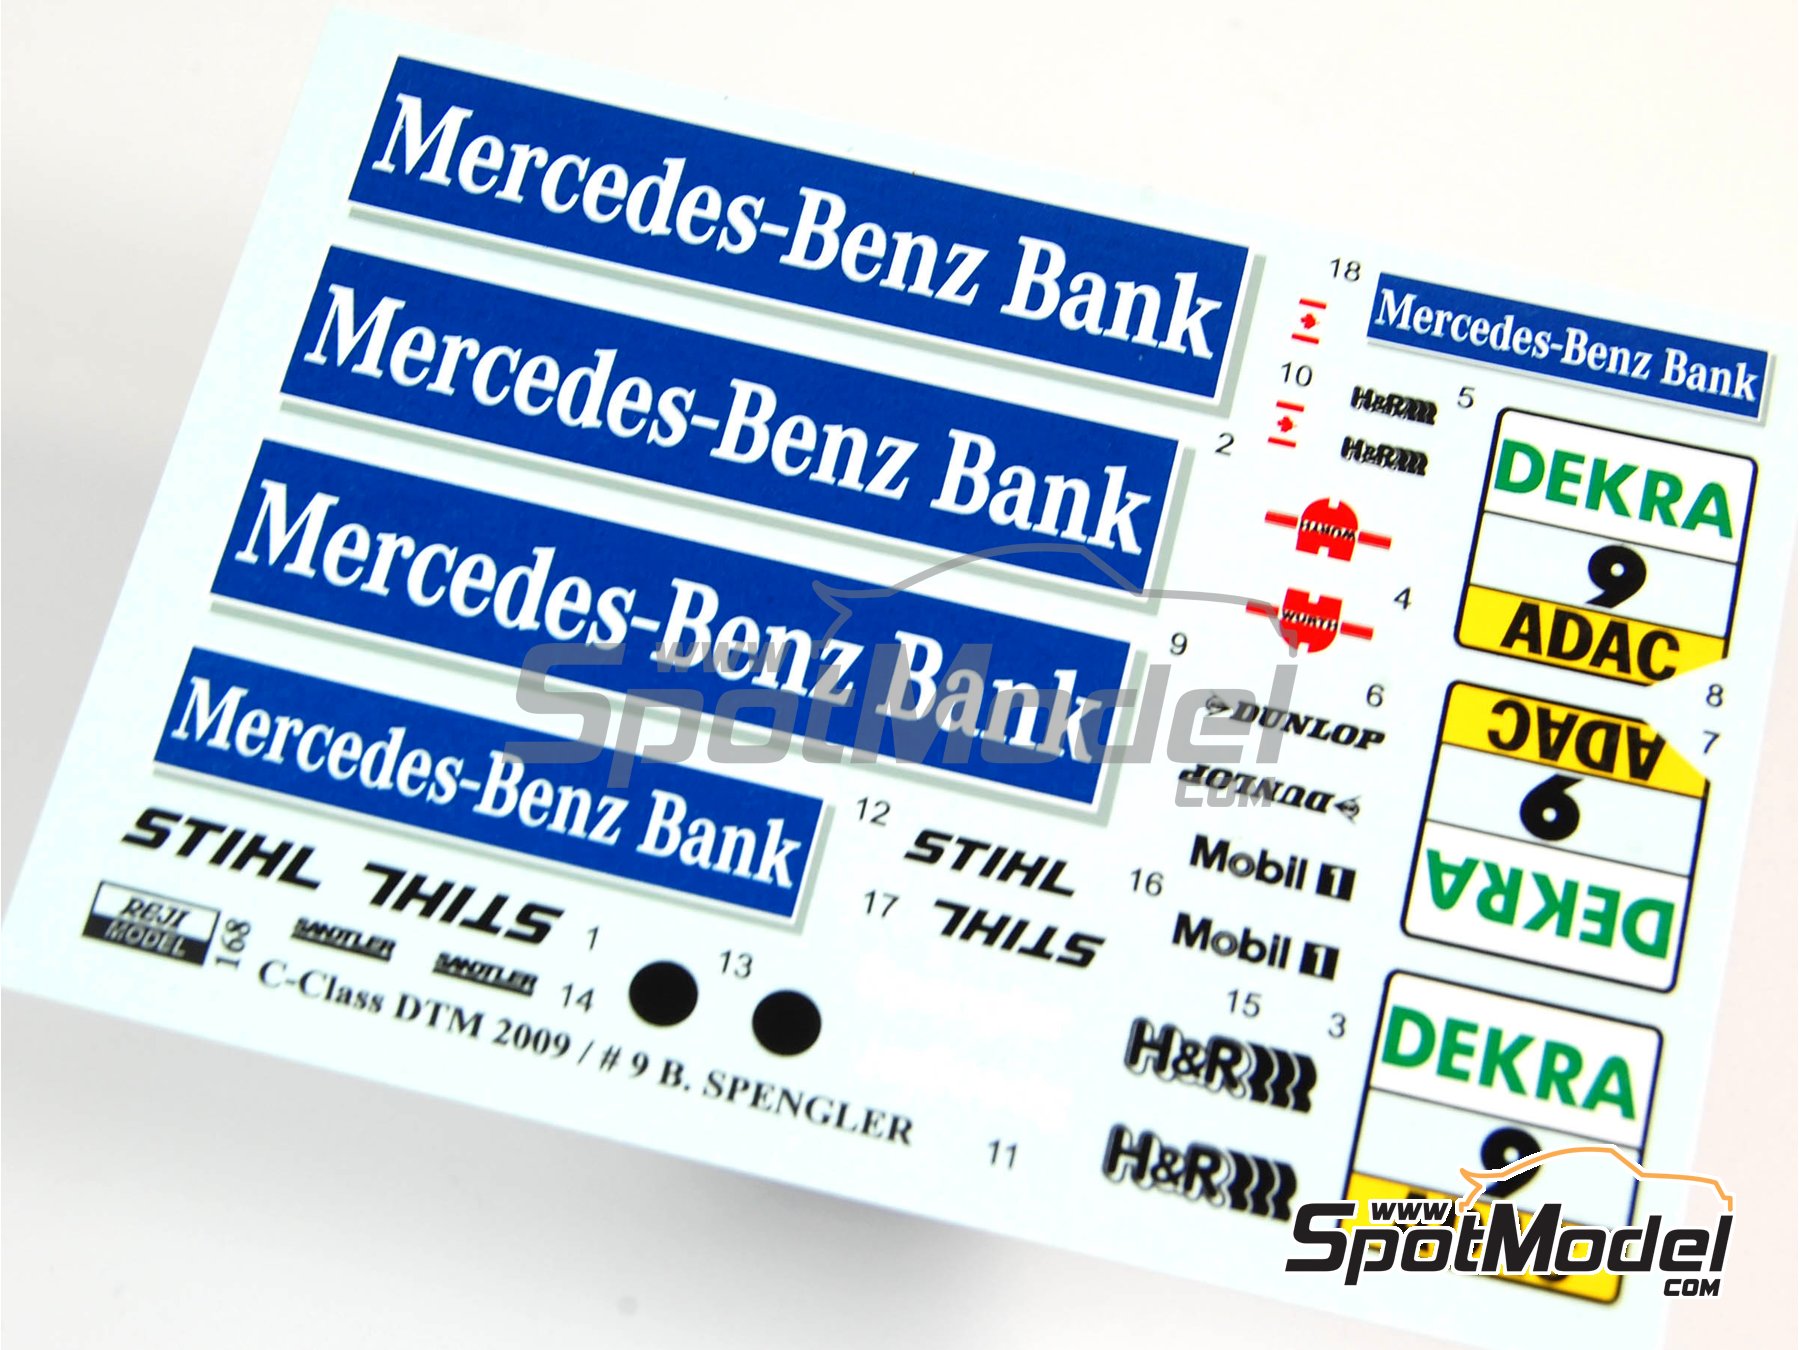 Mercedes-Benz Bank
18
Mercedes-Benz Bank
Mercedes-Benz Bank
10
H&R
5
2
H&R
DEKRA
9
ADAC
WÜRTH
4
WÜRTH
Mercedes-Benz Bank
9
8
6
DUNLOP
ADAC
7
9
DEKRA
DUNLOP
www.SpotModel.COM
Mercedes-Benz Bank
12
STIHL
Mobil 1
16
17
STIHL
Mobil 1
STIHL
STIHL
1
13
REJI
MODEL
168
SANDTLER
SANDTLER
14
15
3
C-Class DTM 2009 / # 9 B. SPENGLER
11
H&R
H&R
DEKRA
9
www.SpotModel.COM